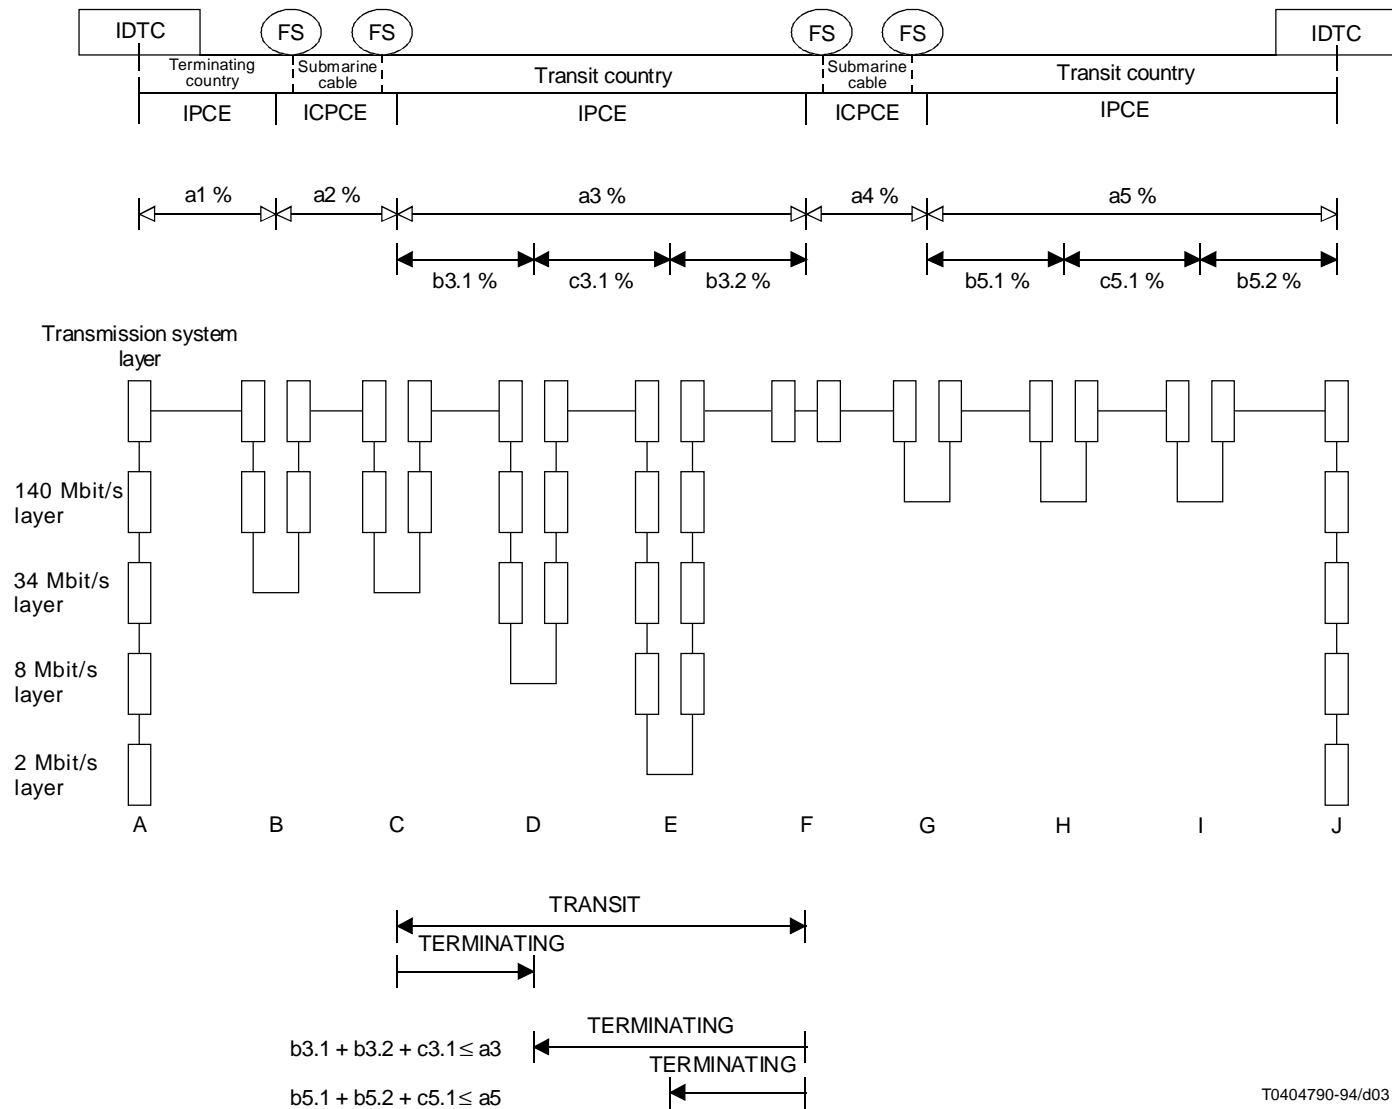 IDTC
FS
FS
FS
FS
IDTC
Terminating
country
Submarine
cable
Transit country
Submarine
cable
Transit country
IPCE
ICPCE
IPCE
ICPCE
IPCE
a1 %
a2 %
a3 %
a4 %
a5 %
b3.1 %
c3.1 %
b3.2 %
b5.1 %
c5.1 %
b5.2 %
Transmission system
layer
140 Mbit/s
layer
34 Mbit/s
layer
8 Mbit/s
layer
2 Mbit/s
layer
A
B
C
D
E
F
G
H
I
J
TRANSIT
TERMINATING
TERMINATING
b3.1 + b3.2 + c3.1 ≤ a3
TERMINATING
b5.1 + b5.2 + c5.1 ≤ a5
T0404790-94/d03